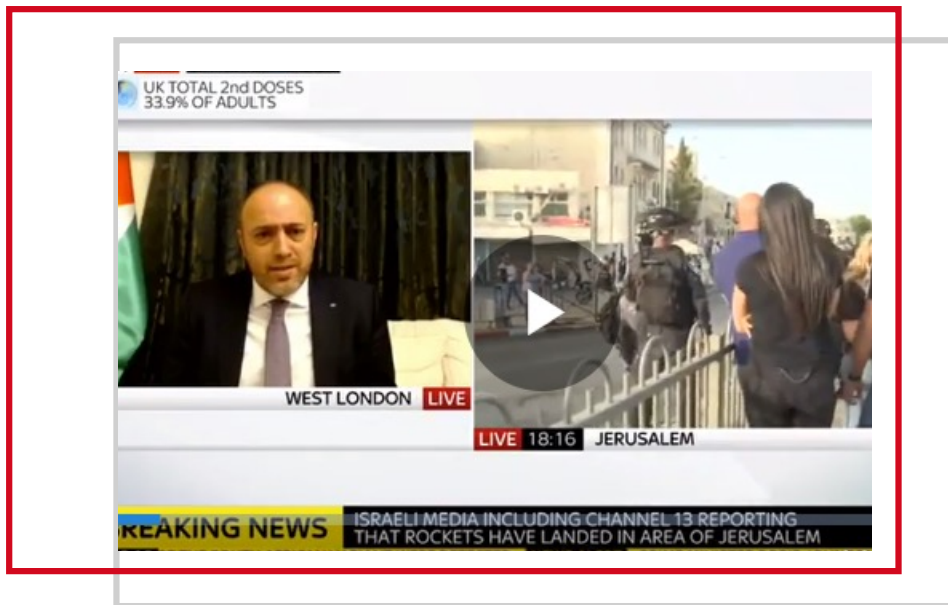 UK TOTAL 2nd DOSES
33.9% OF ADULTS
WEST LONDON LIVE
LIVE 18:16 JERUSALEM
BREAKING NEWS
ISRAELI MEDIA INCLUDING CHANNEL 13 REPORTING
THAT ROCKETS HAVE LANDED IN AREA OF JERUSALEM